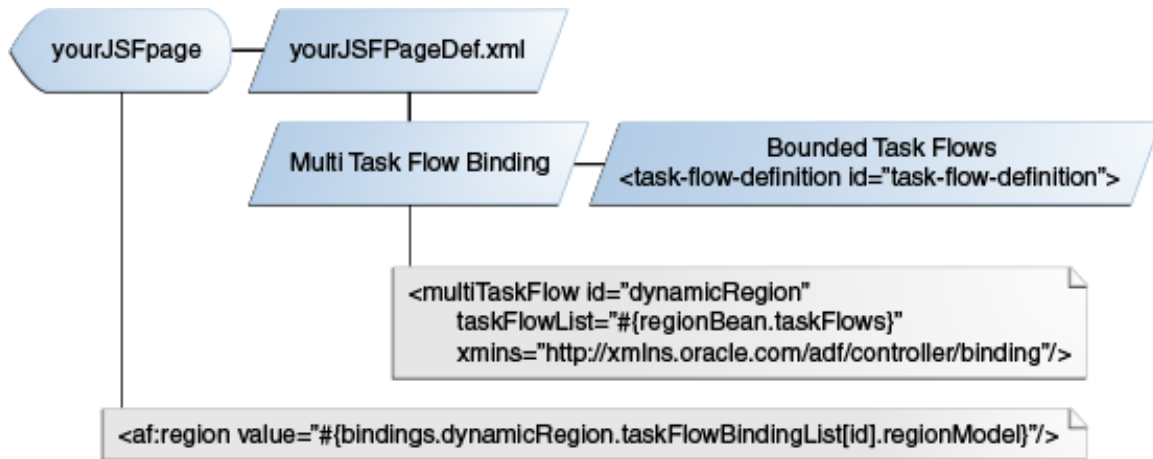 yourJSFpage
yourJSFPageDef.xml
Multi Task Flow Binding
Bounded Task Flows
<task-flow-definition id="task-flow-definition">
<multiTaskFlow id="dynamicRegion"
taskFlowList="#{regionBean.taskFlows}"
xmins="http://xmlns.oracle.com/adf/controller/binding"/>
<af:region value="#{bindings.dynamicRegion.taskFlowBindingList[id].regionModel}"/>